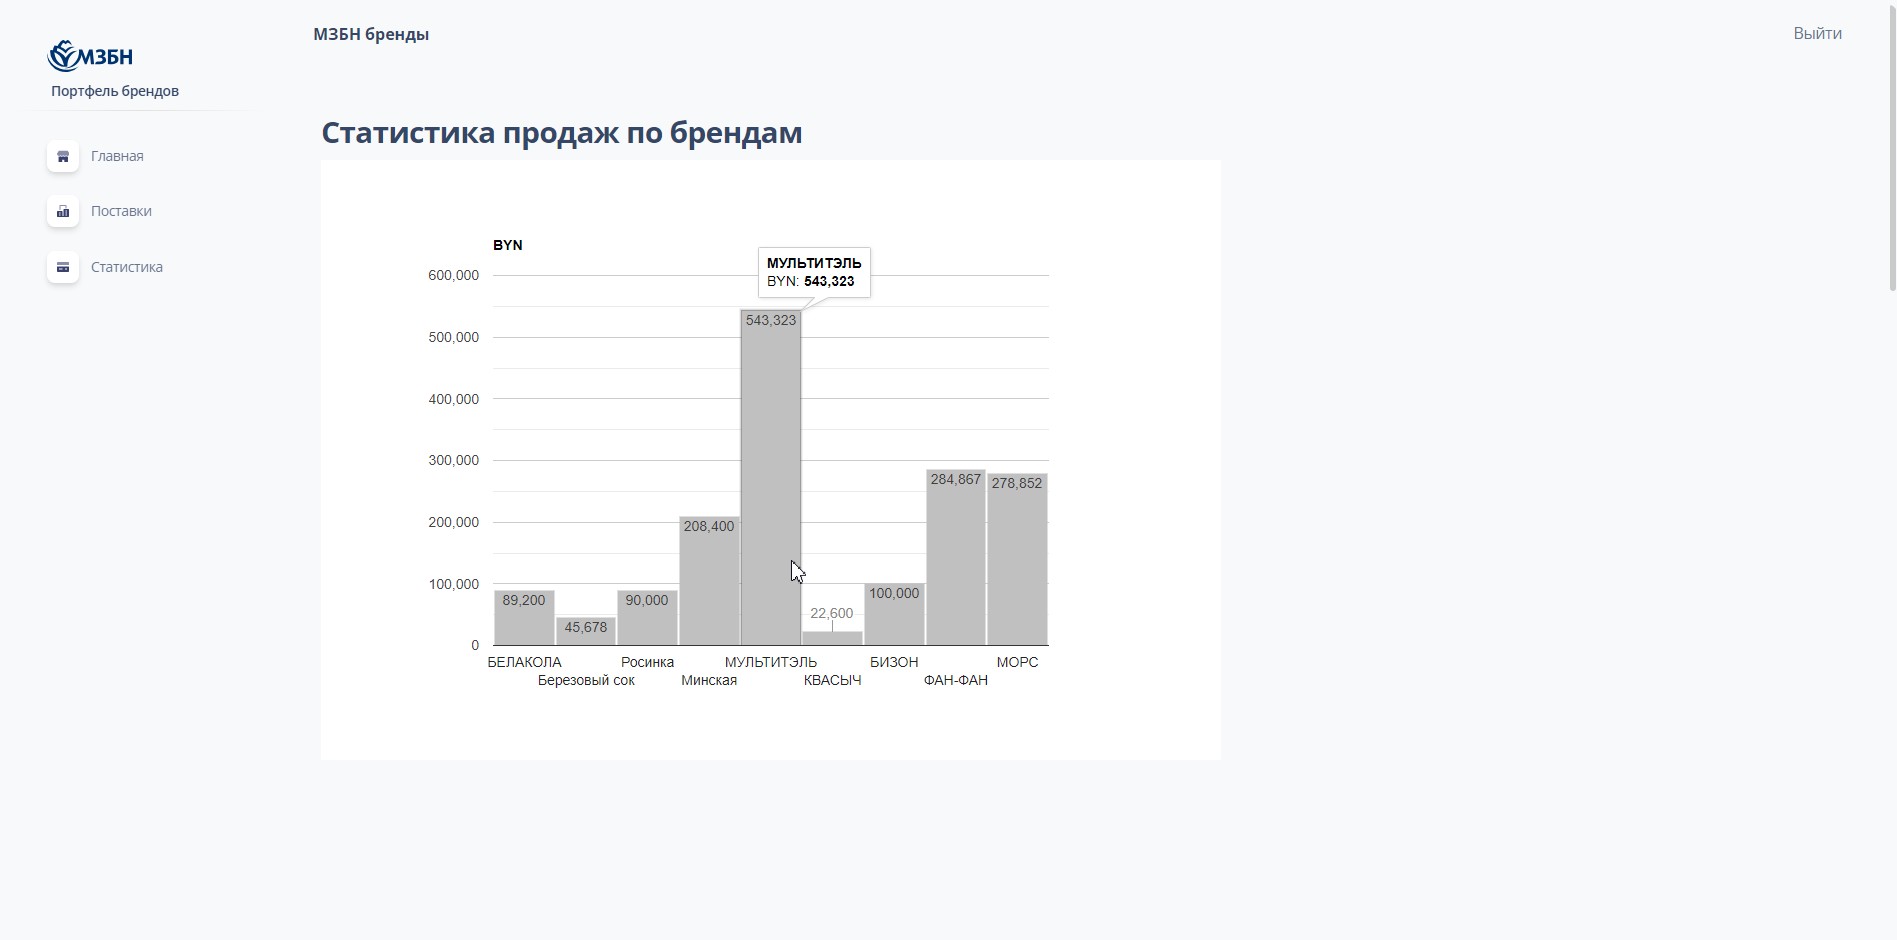 МЗБН
Портфель брендов
Главная
Поставки
Статистика
МЗБН бренды
Выйти
Статистика продаж по брендам
BYN
600,000
500,000
400,000
300,000
200,000
100,000
0
МУЛЬТИТЭЛЬ
BYN: 543,323
89,200
45,678
90,000
208,400
543,323
22,600
100,000
284,867
278,852
БЕЛАКОЛА
Березовый сок
Росинка
Минская
МУЛЬТИТЭЛЬ
КВАСЫЧ
БИЗОН
ФАН-ФАН
МОРС